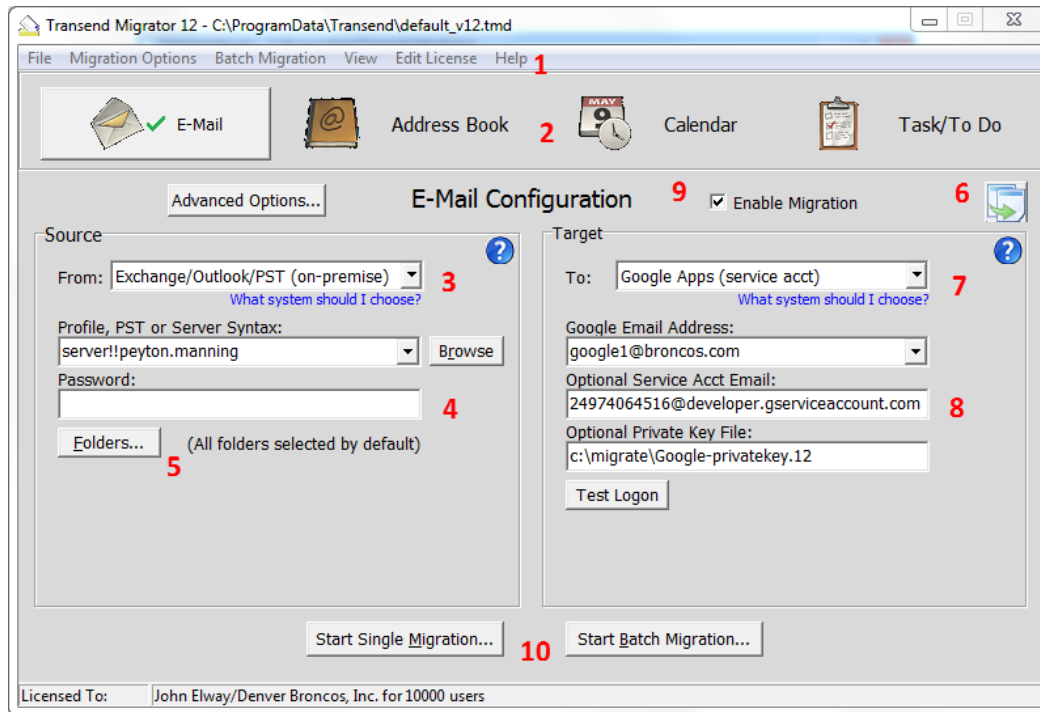 Transend Migrator 12 - C:\ProgramData\Transend\default_v12.tmd
File Migration Options Batch Migration View Edit License Help 1
E-Mail Address Book 2 MAY 9 Calendar Task/To Do
Advanced Options... E-Mail Configuration 9 Enable Migration 6
Source
From: Exchange/Outlook/PST (on-premise) 3
What system should I choose?
Profile, PST or Server Syntax:
server!!peyton.manning Browse
Password:
4
Folders... (All folders selected by default)
5
Target
To: Google Apps (service acct) 7
What system should I choose?
Google Email Address:
google1@broncos.com
Optional Service Acct Email:
24974064516@developer.gserviceaccount.com 8
Optional Private Key File:
c:\migrate\Google-privatekey.12
Test Logon
Start Single Migration... 10 Start Batch Migration...
Licensed To: John Elway/Denver Broncos, Inc. for 10000 users